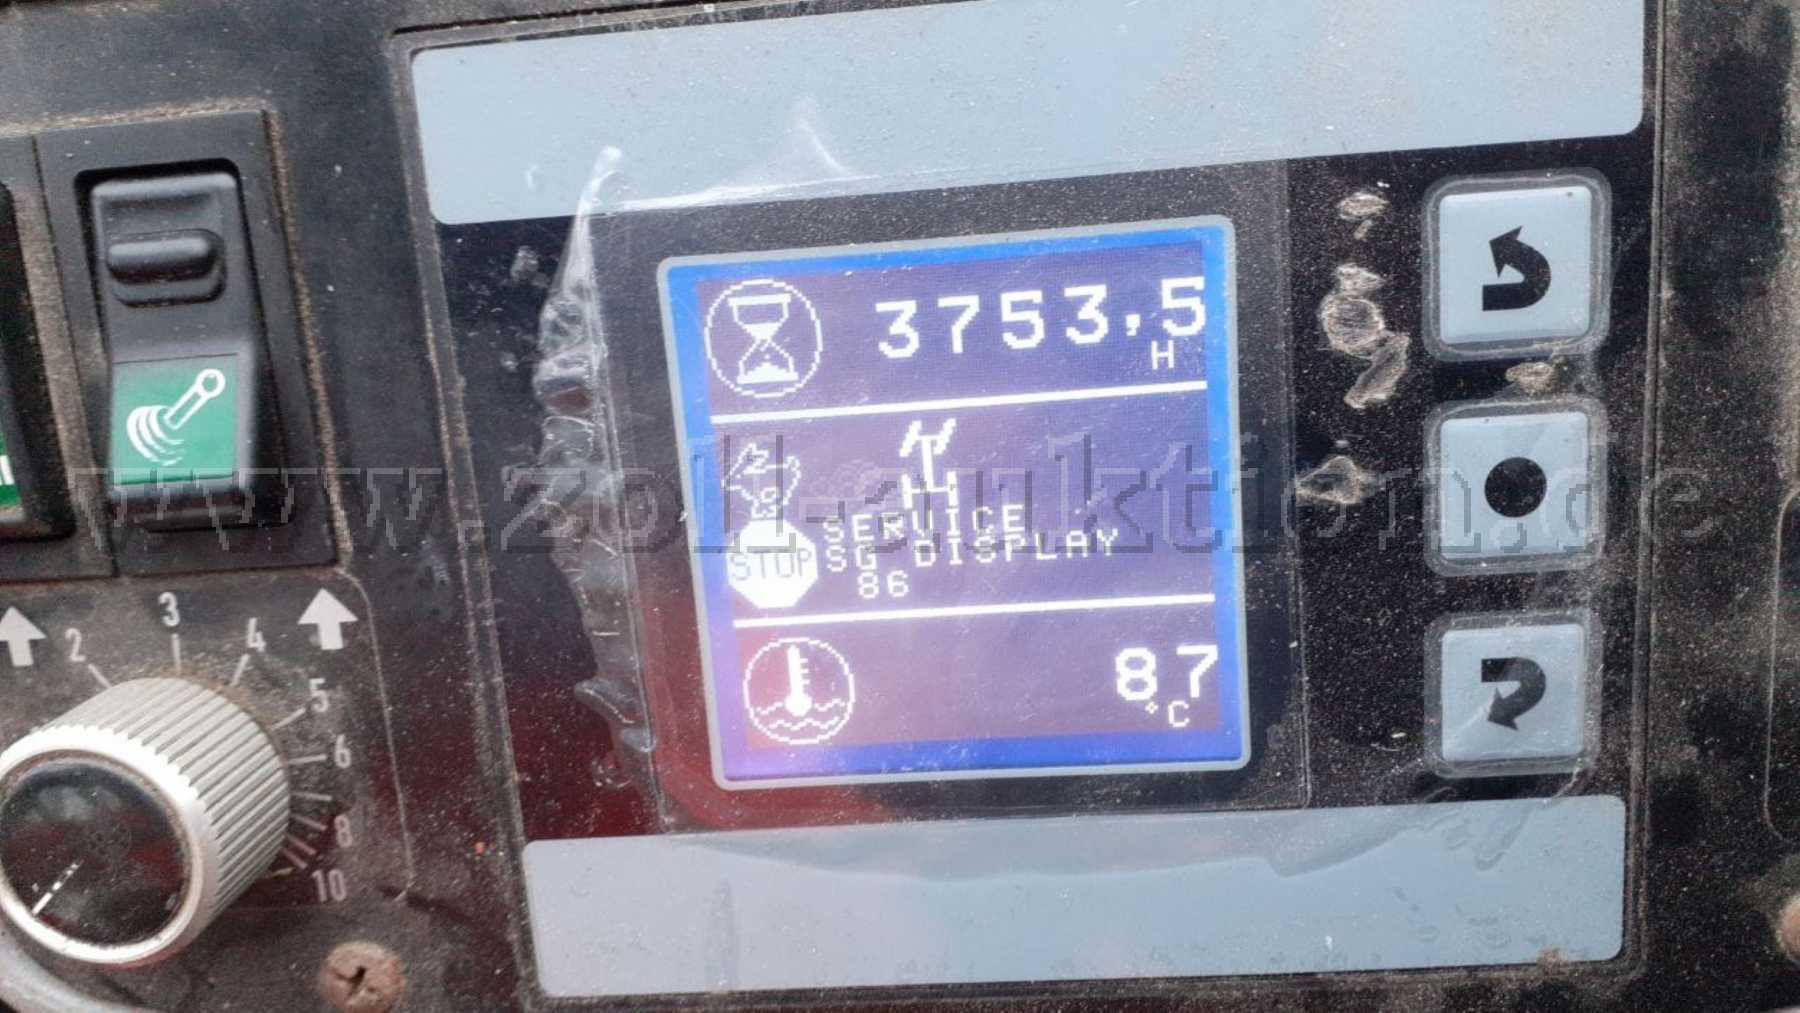 3753,5
H
SERVICE
STOP SG DISPLAY
86
87
°C
2 3 4 5 6 8 10
www.zoll-auktion.de